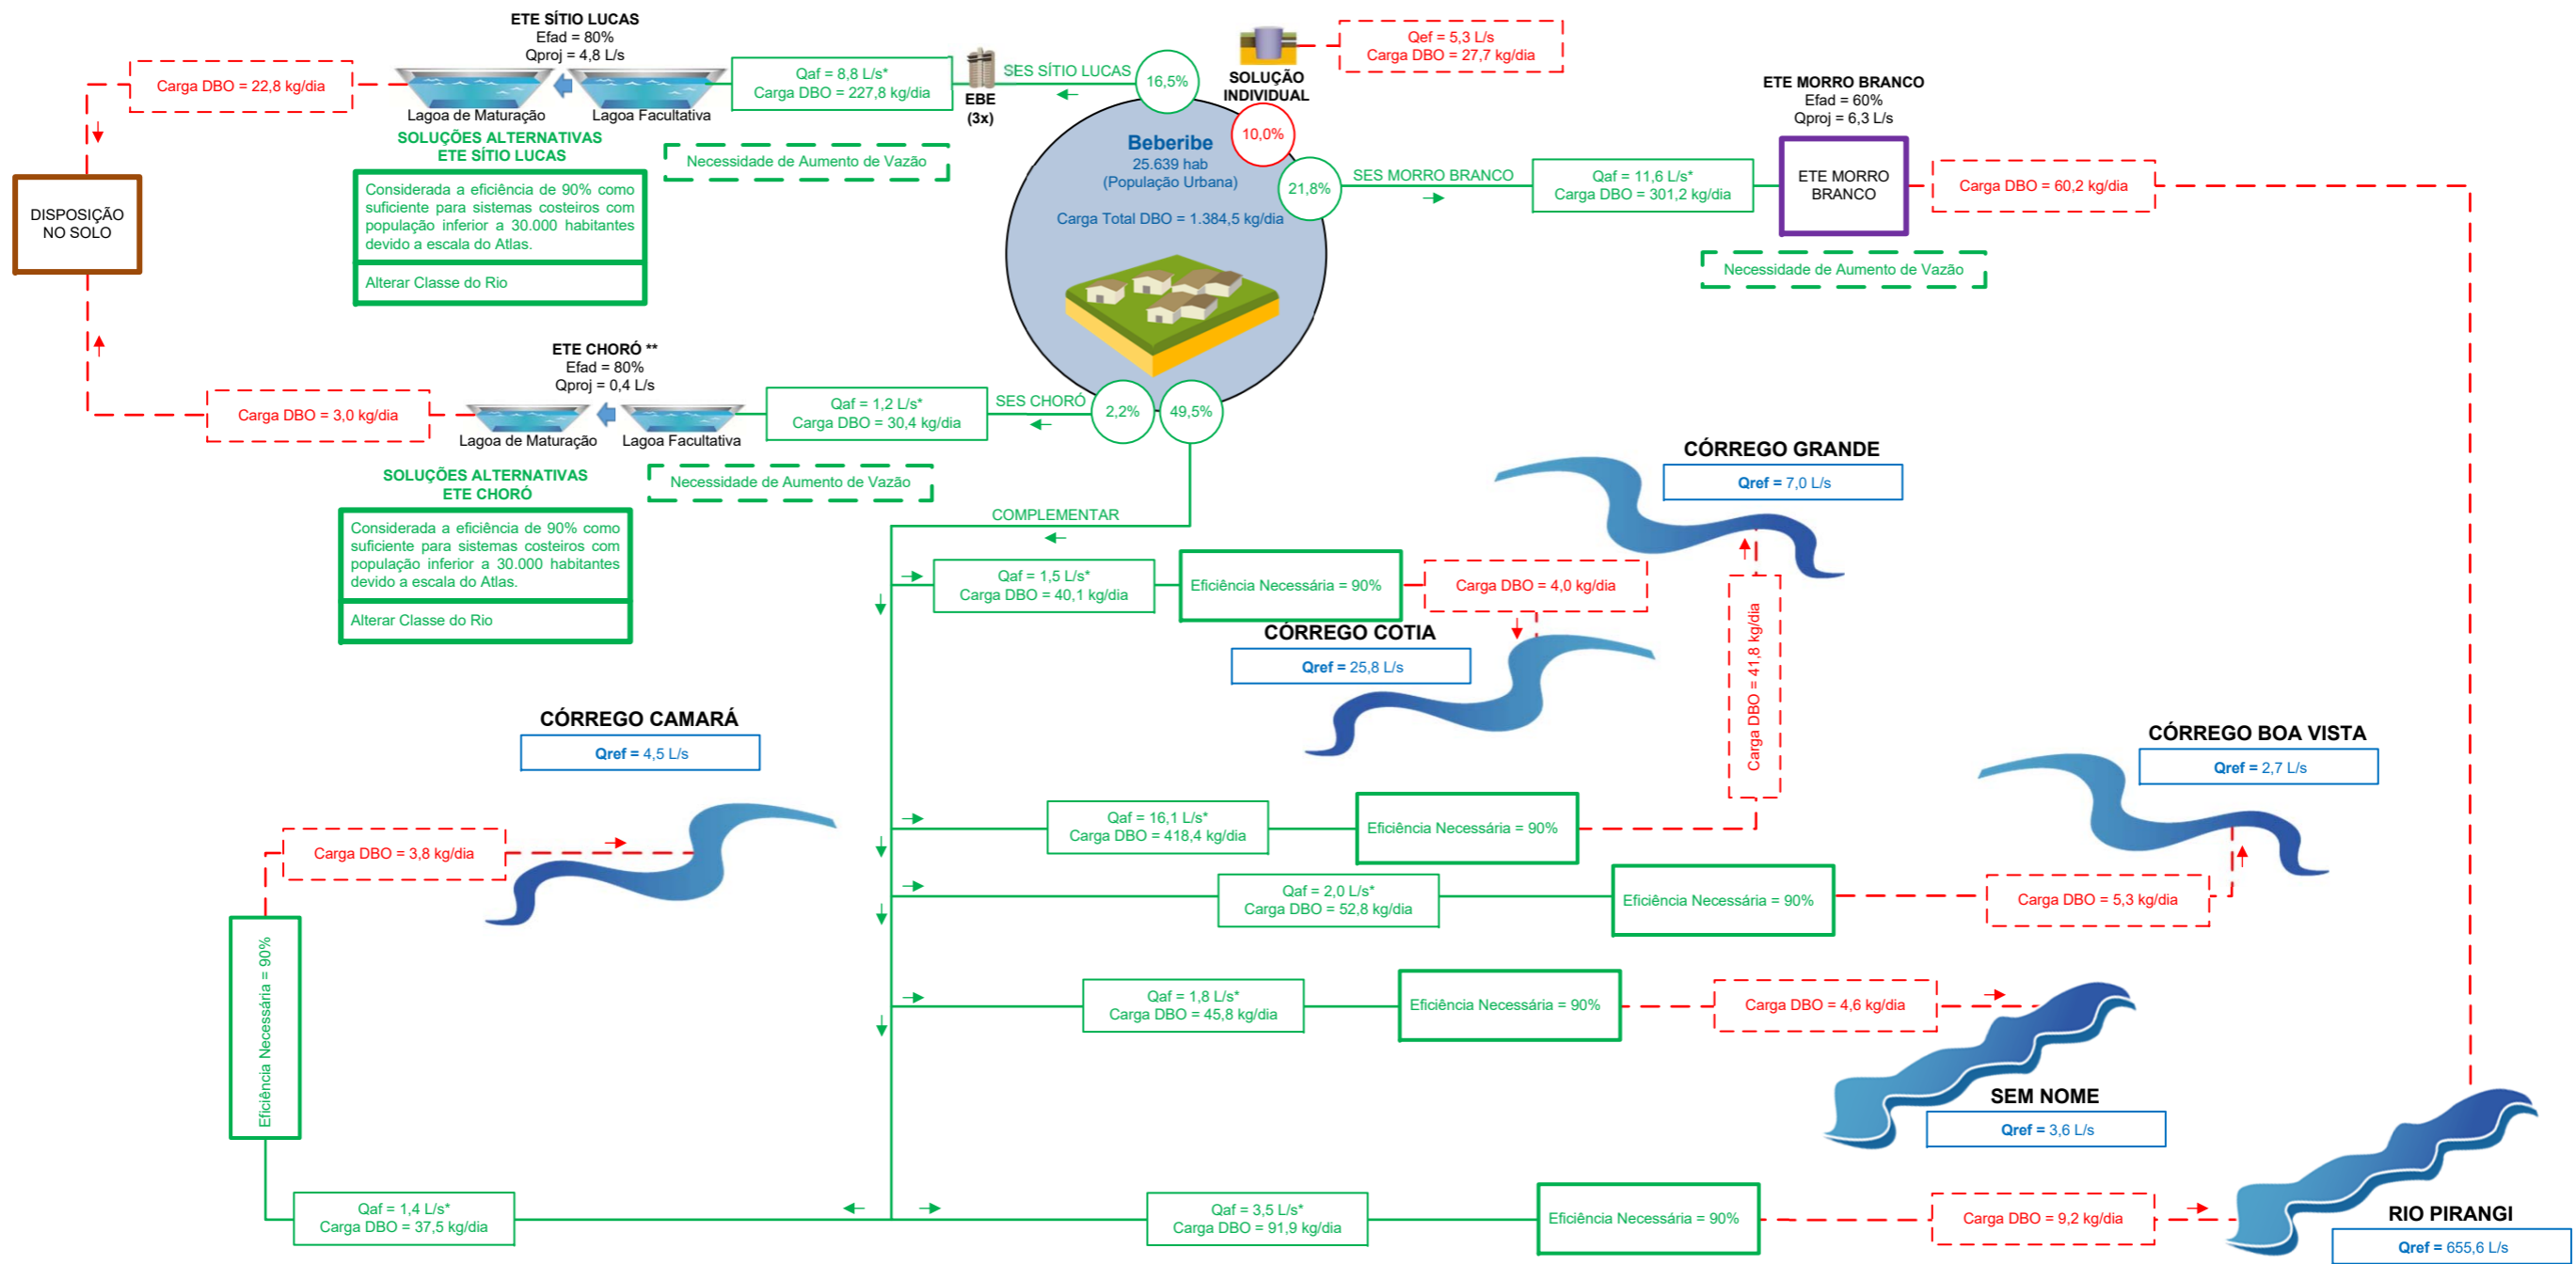 ETE SÍTIO LUCAS
Efad = 80%
Qproj = 4,8 L/s
Carga DBO = 22,8 kg/dia
Lagoa de Maturação
Lagoa Facultativa
Qaf = 8,8 L/s*
Carga DBO = 227,8 kg/dia
EBE
(3x)
SES SÍTIO LUCAS
16,5%
SOLUÇÃO
INDIVIDUAL
Qef = 5,3 L/s
Carga DBO = 27,7 kg/dia
10,0%
Beberibe
25.639 hab
(População Urbana)
Carga Total DBO = 1.384,5 kg/dia
21,8%
SES MORRO BRANCO
Qaf = 11,6 L/s*
Carga DBO = 301,2 kg/dia
ETE MORRO BRANCO
Efad = 60%
Qproj = 6,3 L/s
ETE MORRO
BRANCO
Carga DBO = 60,2 kg/dia
Necessidade de Aumento de Vazão
DISPOSIÇÃO
NO SOLO
SOLUÇÕES ALTERNATIVAS
ETE SÍTIO LUCAS
Necessidade de Aumento de Vazão
Considerada a eficiência de 90% como
suficiente para sistemas costeiros com
população inferior a 30.000 habitantes
devido a escala do Atlas.
Alterar Classe do Rio
ETE CHORÓ **
Efad = 80%
Qproj = 0,4 L/s
Carga DBO = 3,0 kg/dia
Lagoa de Maturação
Lagoa Facultativa
Qaf = 1,2 L/s*
Carga DBO = 30,4 kg/dia
SES CHORÓ
2,2%
49,5%
SOLUÇÕES ALTERNATIVAS
ETE CHORÓ
Necessidade de Aumento de Vazão
Considerada a eficiência de 90% como
suficiente para sistemas costeiros com
população inferior a 30.000 habitantes
devido a escala do Atlas.
Alterar Classe do Rio
COMPLEMENTAR
Qaf = 1,5 L/s*
Carga DBO = 40,1 kg/dia
Eficiência Necessária = 90%
Carga DBO = 4,0 kg/dia
CÓRREGO GRANDE
Qref = 7,0 L/s
CÓRREGO COTIA
Qref = 25,8 L/s
Carga DBO = 41,8 kg/dia
CÓRREGO CAMARÁ
Qref = 4,5 L/s
CÓRREGO BOA VISTA
Qref = 2,7 L/s
Qaf = 16,1 L/s*
Carga DBO = 418,4 kg/dia
Eficiência Necessária = 90%
Carga DBO = 3,8 kg/dia
Qaf = 2,0 L/s*
Carga DBO = 52,8 kg/dia
Eficiência Necessária = 90%
Carga DBO = 5,3 kg/dia
Eficiência Necessária = 90%
Qaf = 1,8 L/s*
Carga DBO = 45,8 kg/dia
Eficiência Necessária = 90%
Carga DBO = 4,6 kg/dia
SEM NOME
Qref = 3,6 L/s
Qaf = 1,4 L/s*
Carga DBO = 37,5 kg/dia
Qaf = 3,5 L/s*
Carga DBO = 91,9 kg/dia
Eficiência Necessária = 90%
Carga DBO = 9,2 kg/dia
RIO PIRANGI
Qref = 655,6 L/s